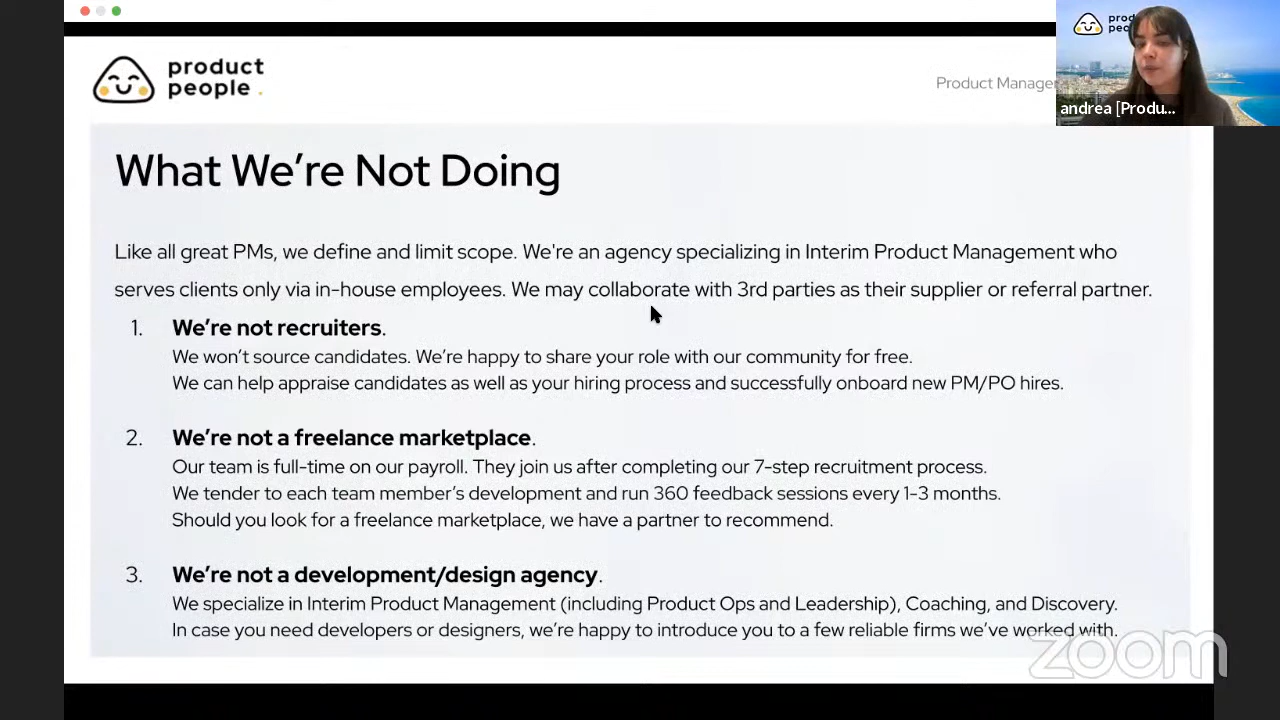 product
people .
Product Manage
produ
peop
andrea [Produ...
What We're Not Doing
Like all great PMs, we define and limit scope. We're an agency specializing in Interim Product Management who
serves clients only via in-house employees. We may collaborate with 3rd parties as their supplier or referral partner.
1. We're not recruiters.
We won't source candidates. We're happy to share your role with our community for free.
We can help appraise candidates as well as your hiring process and successfully onboard new PM/PO hires.
2. We're not a freelance marketplace.
Our team is full-time on our payroll. They join us after completing our 7-step recruitment process.
We tender to each team member's development and run 360 feedback sessions every 1-3 months.
Should you look for a freelance marketplace, we have a partner to recommend.
3. We're not a development/design agency.
We specialize in Interim Product Management (including Product Ops and Leadership), Coaching, and Discovery.
In case you need developers or designers, we're happy to introduce you to a few reliable firms we've worked with.
zoom